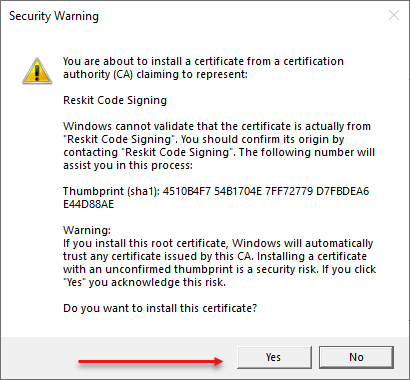 Security Warning
You are about to install a certificate from a certification
authority (CA) claiming to represent:
Reskit Code Signing
Windows cannot validate that the certificate is actually from
"Reskit Code Signing". You should confirm its origin by
contacting "Reskit Code Signing". The following number will
assist you in this process:
Thumbprint (sha1): 4510B4F7 54B1704E 7FF72779 D7FBDEA6
E44D88AE
Warning:
If you install this root certificate, Windows will automatically
trust any certificate issued by this CA. Installing a certificate
with an unconfirmed thumbprint is a security risk. If you click
"Yes" you acknowledge this risk.
Do you want to install this certificate?
Yes
No